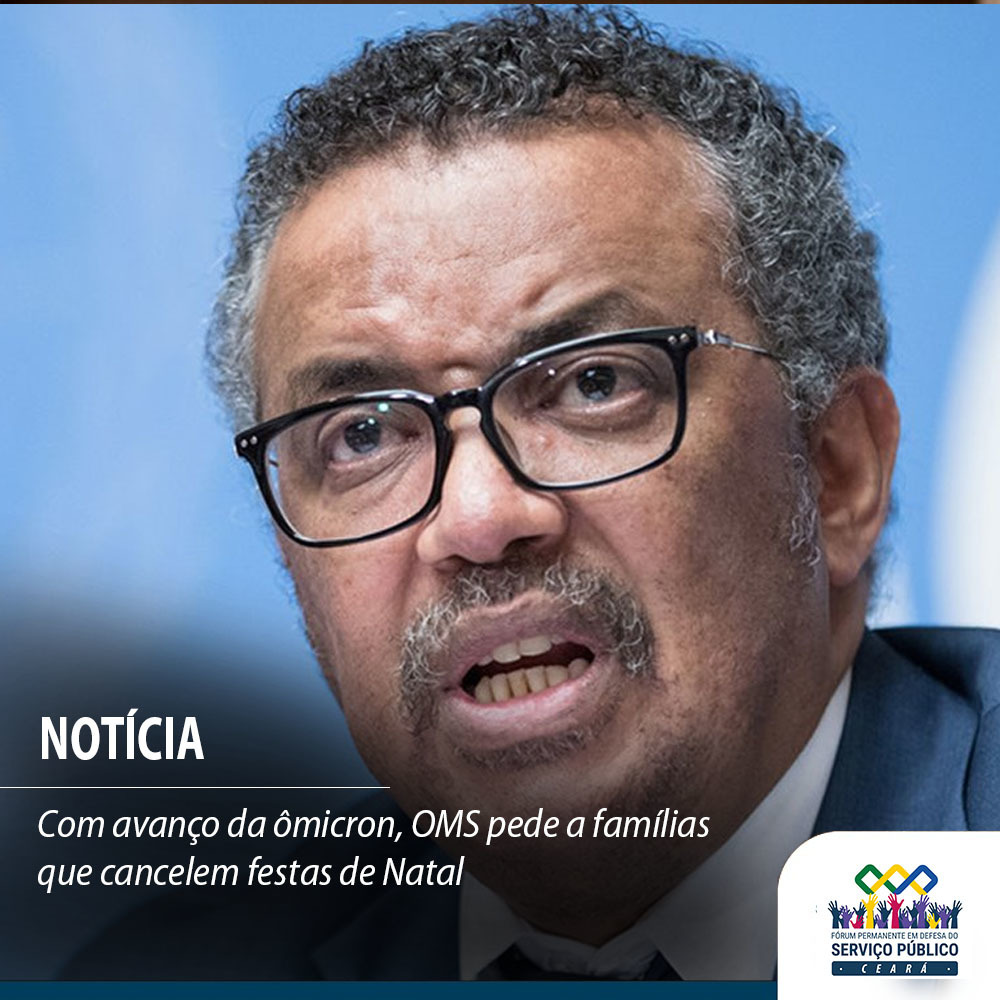 NOTÍCIA
Com avanço da ômicron, OMS pede a famílias
que cancelem festas de Natal
FÓRUM PERMANENTE EM DEFESA DO
SERVIÇO PÚBLICO
· CEARÁ ·